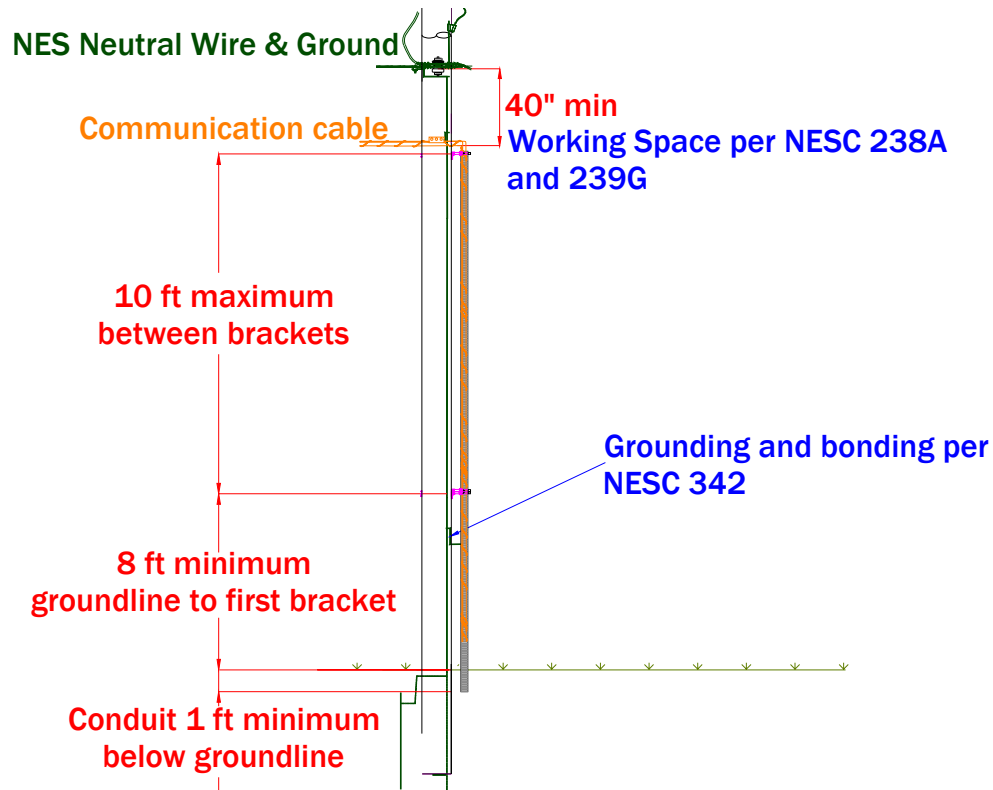 NES Neutral Wire & Ground
40" min
Communication cable
Working Space per NESC 238A
and 239G
10 ft maximum
between brackets
Grounding and bonding per
NESC 342
8 ft minimum
groundline to first bracket
Conduit 1 ft minimum
below groundline